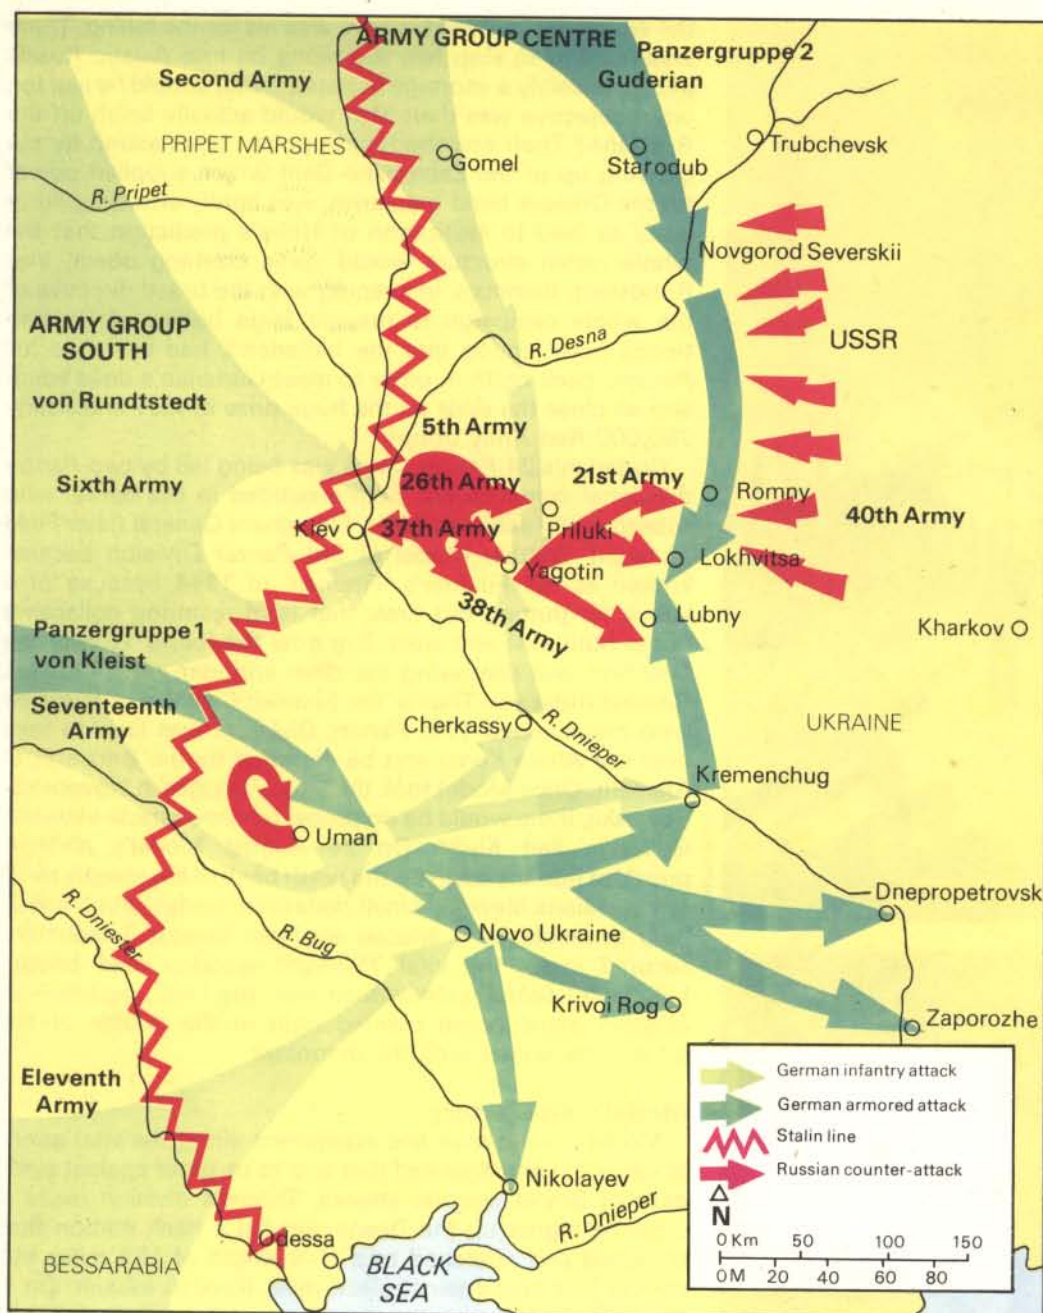 ARMY GROUP CENTRE
Panzergruppe 2
Guderian
Second Army
PRIPET MARSHES
Gomel
Starodub
Trubchevsk
R. Pripet
Novgorod Severskii
ARMY GROUP
SOUTH
von Rundtstedt
R. Desna
USSR
5th Army
Sixth Army
26th Army
21st Army
Romny
Priluki
40th Army
Kiev
37th Army
Yagotin
Lokhvitsa
38th Army
Lubny
Kharkov
Panzergruppe 1
von Kleist
Seventeenth
Army
Cherkassy
R. Dnieper
UKRAINE
Kremenchug
Uman
Dnepropetrovsk
R. Dniester
R. Bug
Novo Ukraine
Krivoi Rog
Zaporozhe
Eleventh
Army
German infantry attack
German armored attack
Stalin line
Russian counter-attack
N
0 Km 50 100 150
0 M 20 40 60 80
Nikolayev
R. Dnieper
Odessa
BESSARABIA
BLACK
SEA